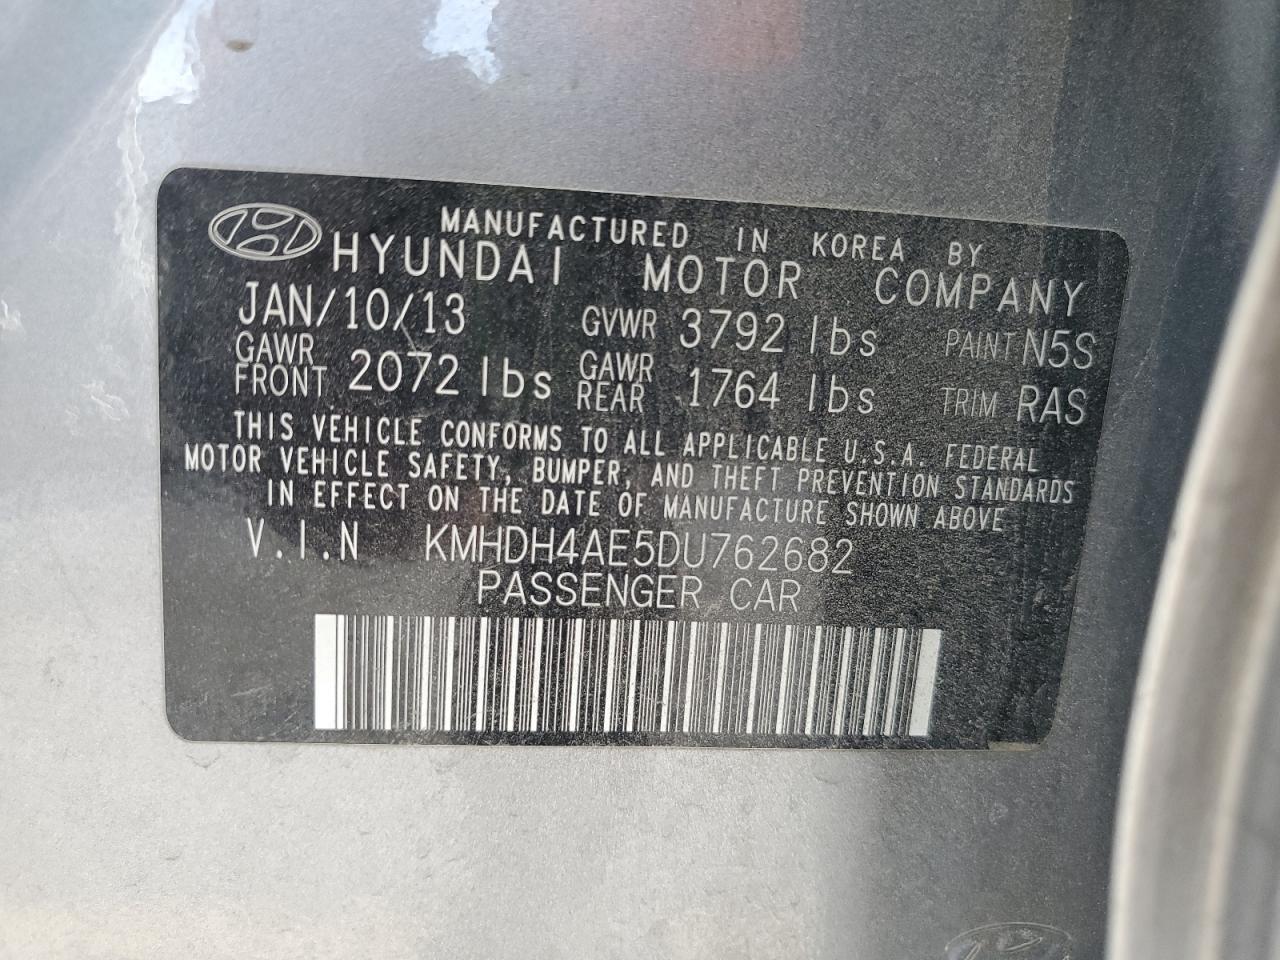 MANUFACTURED IN KOREA BY
HYUNDAI MOTOR COMPANY
JAN/10/13 GVWR 3792 lbs PAINT N5S
GAWR FRONT 2072 lbs GAWR REAR 1764 lbs TRIM RAS
THIS VEHICLE CONFORMS TO ALL APPLICABLE U.S.A. FEDERAL
MOTOR VEHICLE SAFETY, BUMPER, AND THEFT PREVENTION STANDARDS
IN EFFECT ON THE DATE OF MANUFACTURE SHOWN ABOVE
V.I.N KMHDH4AE5DU762682
PASSENGER CAR